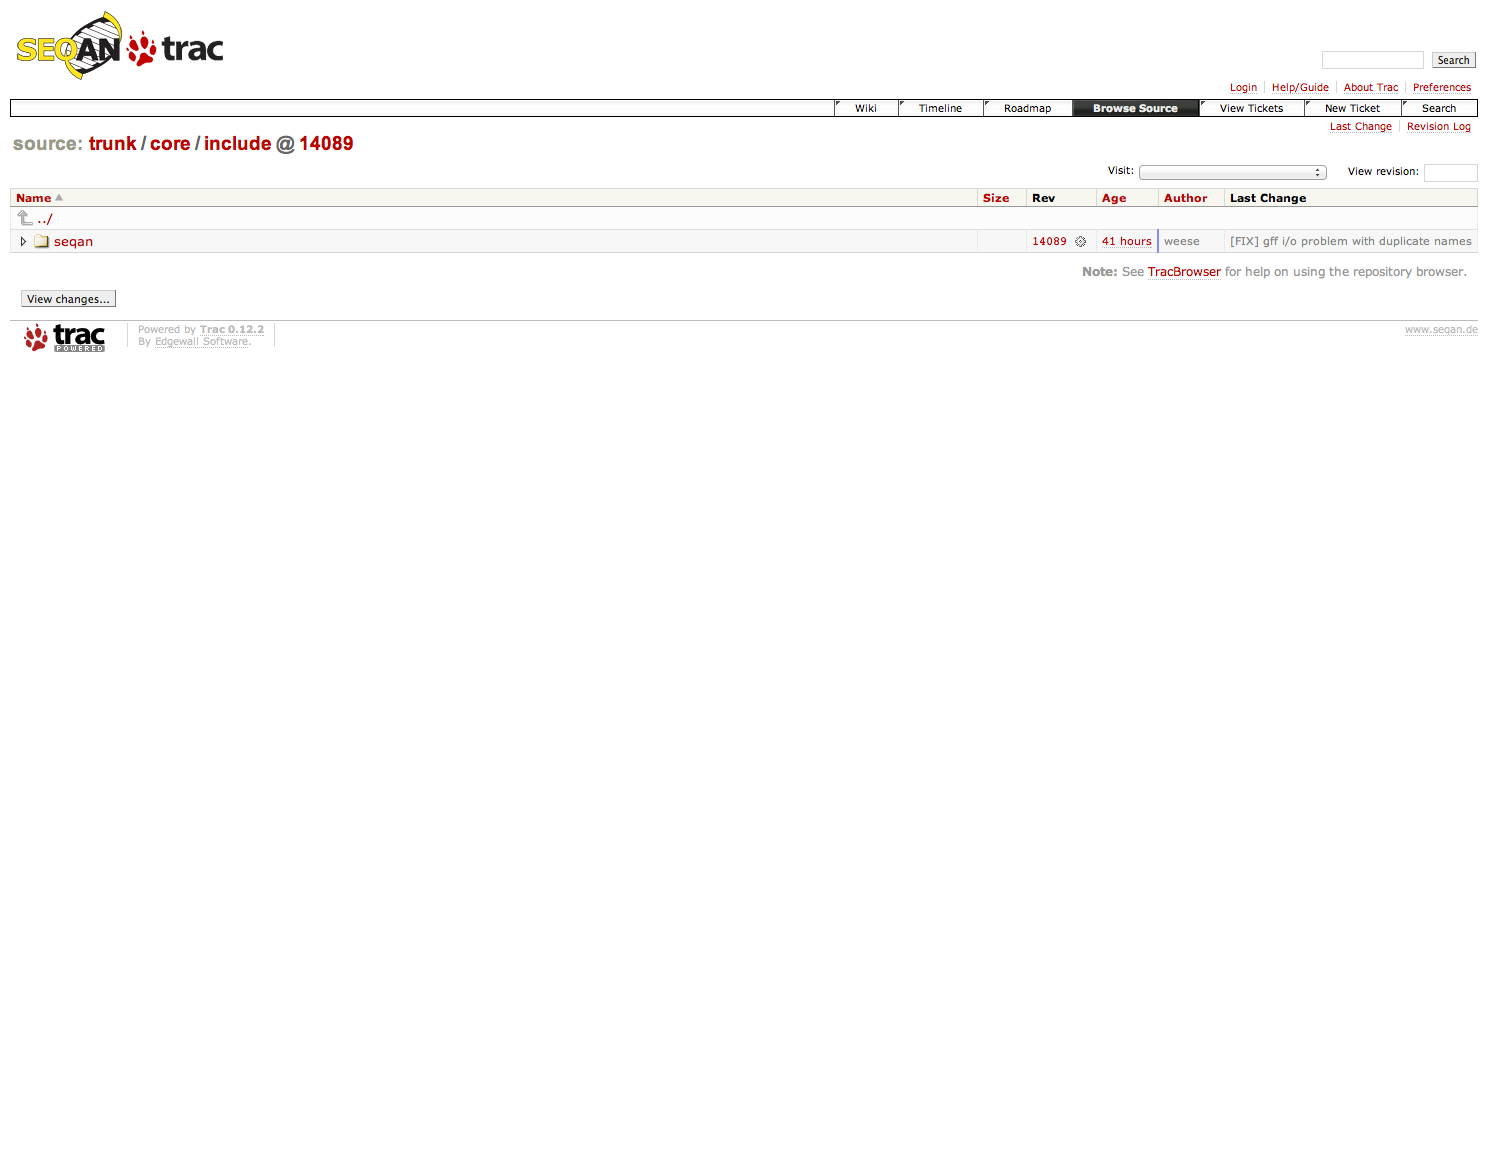 SEQAN trac
Search
Login Help/Guide About Trac Preferences
Wiki Timeline Roadmap Browse Source View Tickets New Ticket Search
Last Change Revision Log
source: trunk / core / include @ 14089
Visit: View revision:
Name Size Rev Age Author Last Change
../
seqan 14089 41 hours weese [FIX] gff i/o problem with duplicate names
Note: See TracBrowser for help on using the repository browser.
View changes...
trac POWERED
Powered by Trac 0.12.2
By Edgewall Software.
www.seqan.de